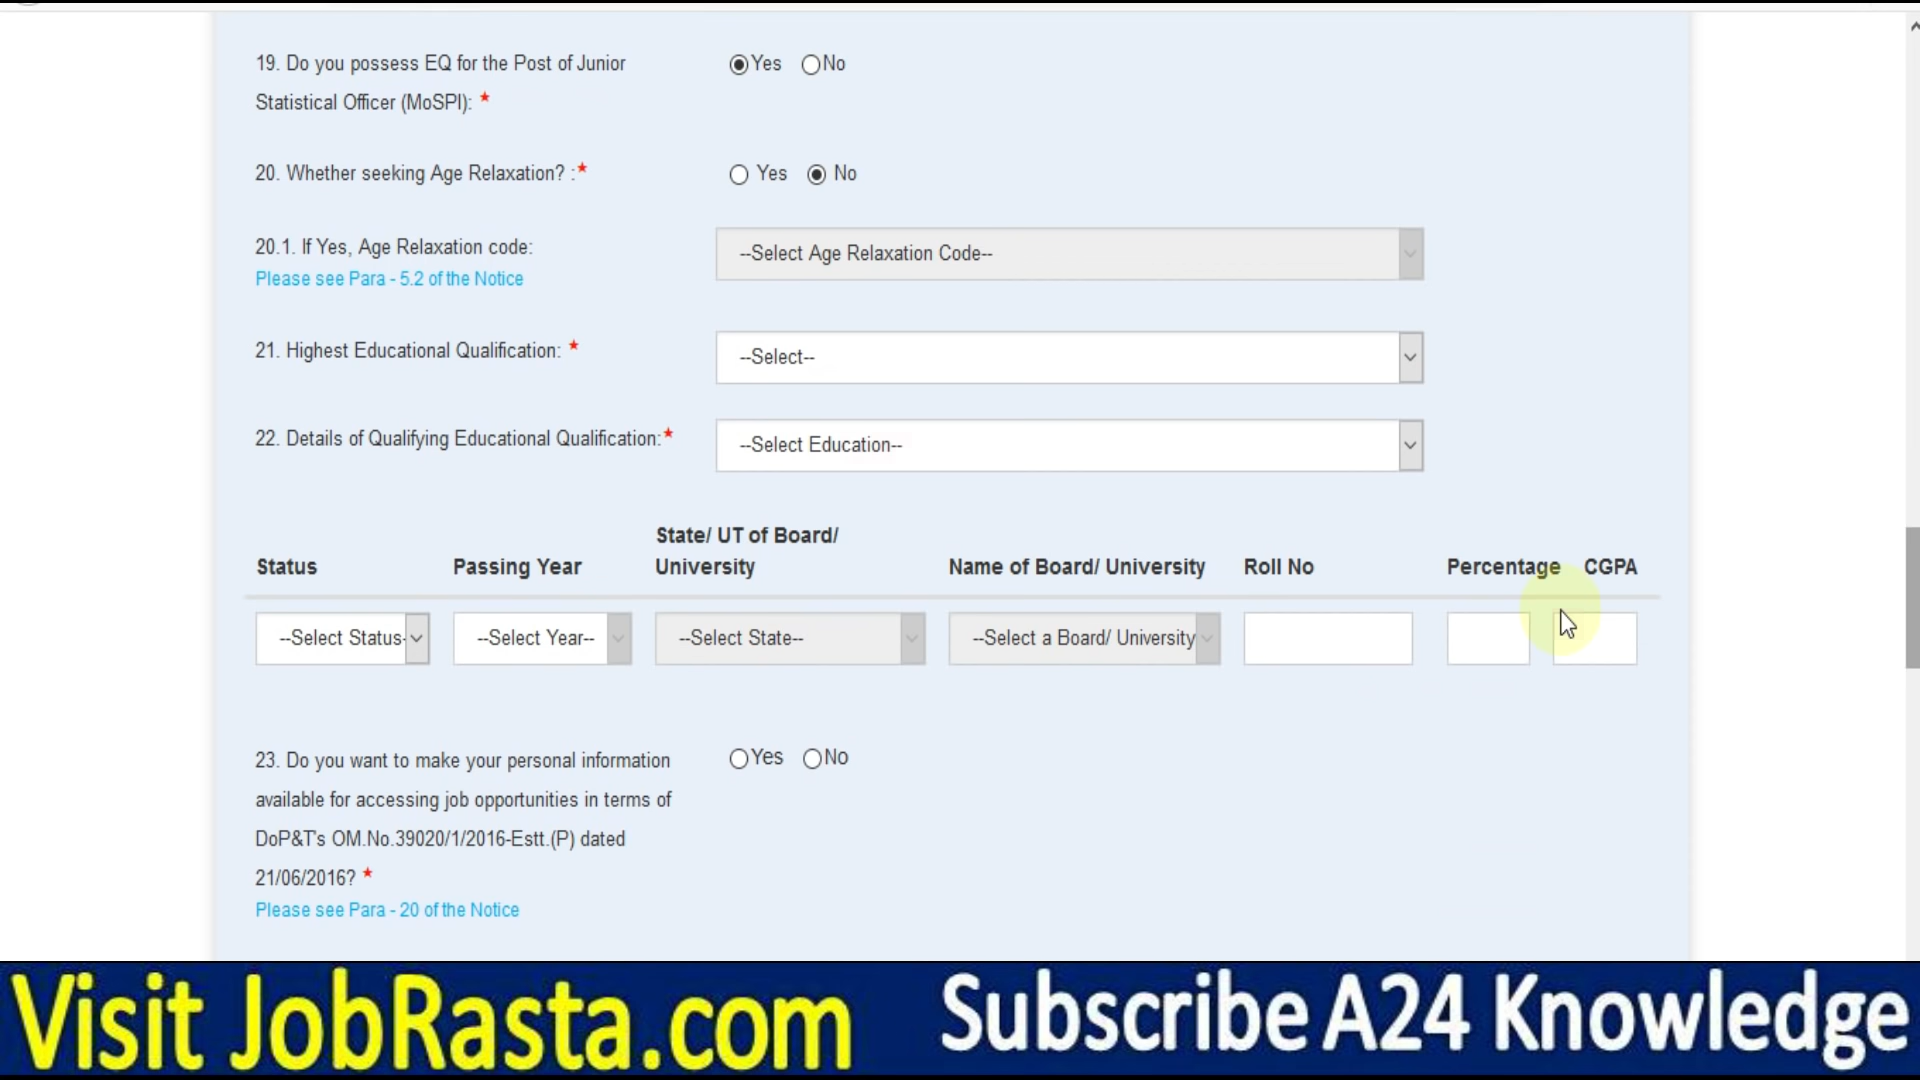 19. Do you possess EQ for the Post of Junior
Statistical Officer (MoSPI): *
Yes No
20. Whether seeking Age Relaxation? :*
Yes No
20.1. If Yes, Age Relaxation code:
Please see Para - 5.2 of the Notice
--Select Age Relaxation Code--
21. Highest Educational Qualification: *
--Select--
22. Details of Qualifying Educational Qualification:*
--Select Education--
Status
Passing Year
State/ UT of Board/
University
Name of Board/ University
Roll No
Percentage
CGPA
--Select Status-
--Select Year--
--Select State--
--Select a Board/ University
23. Do you want to make your personal information
available for accessing job opportunities in terms of
DoP&T's OM.No.39020/1/2016-Estt.(P) dated
21/06/2016? *
Please see Para - 20 of the Notice
Yes No
Visit JobRasta.com
Subscribe A24 Knowledge